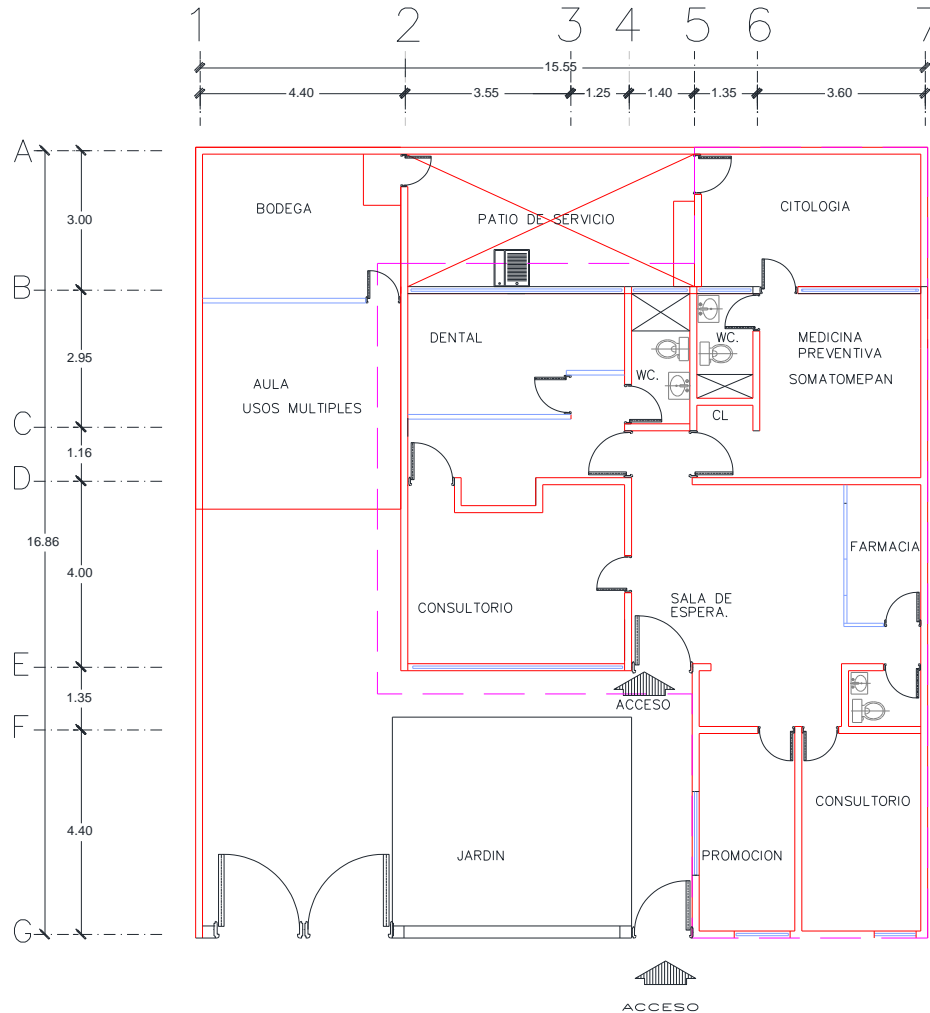 1 2 3 4 5 6 7
15.55
4.40 3.55 1.25 1.40 1.35 3.60
A
3.00
BODEGA
PATIO DE SERVICIO
CITOLOGIA
B
2.95
DENTAL
WC.
WC.
MEDICINA
PREVENTIVA
SOMATOMEPAN
AULA
USOS MULTIPLES
CL
C
1.16
D
16.86
4.00
FARMACIA
SALA DE
ESPERA.
CONSULTORIO
E
1.35
ACCESO
F
4.40
CONSULTORIO
JARDIN
PROMOCION
G
ACCESO